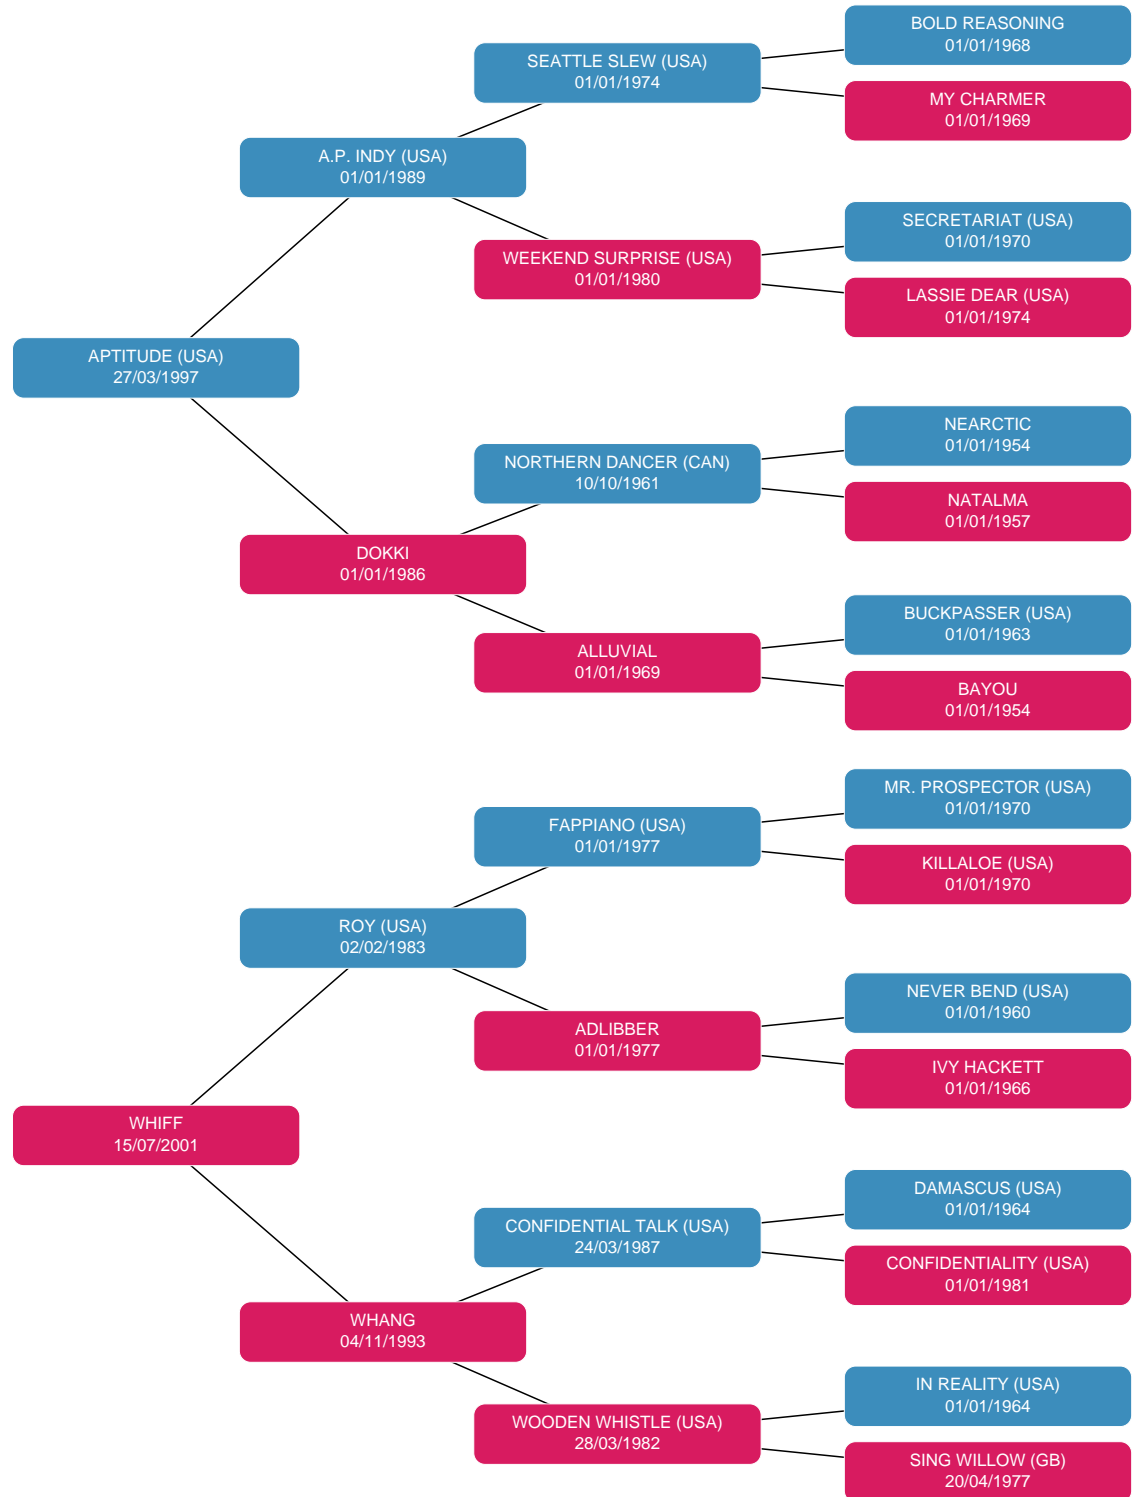 BOLD REASONING
01/01/1968
SEATTLE SLEW (USA)
01/01/1974
MY CHARMER
01/01/1969
A.P. INDY (USA)
01/01/1989
SECRETARIAT (USA)
01/01/1970
WEEKEND SURPRISE (USA)
01/01/1980
LASSIE DEAR (USA)
01/01/1974
APTITUDE (USA)
27/03/1997
NEARCTIC
01/01/1954
NORTHERN DANCER (CAN)
10/10/1961
NATALMA
01/01/1957
DOKKI
01/01/1986
BUCKPASSER (USA)
01/01/1963
ALLUVIAL
01/01/1969
BAYOU
01/01/1954
MR. PROSPECTOR (USA)
01/01/1970
FAPPIANO (USA)
01/01/1977
KILLALOE (USA)
01/01/1970
ROY (USA)
02/02/1983
NEVER BEND (USA)
01/01/1960
ADLIBBER
01/01/1977
IVY HACKETT
01/01/1966
WHIFF
15/07/2001
DAMASCUS (USA)
01/01/1964
CONFIDENTIAL TALK (USA)
24/03/1987
CONFIDENTIALITY (USA)
01/01/1981
WHANG
04/11/1993
IN REALITY (USA)
01/01/1964
WOODEN WHISTLE (USA)
28/03/1982
SING WILLOW (GB)
20/04/1977